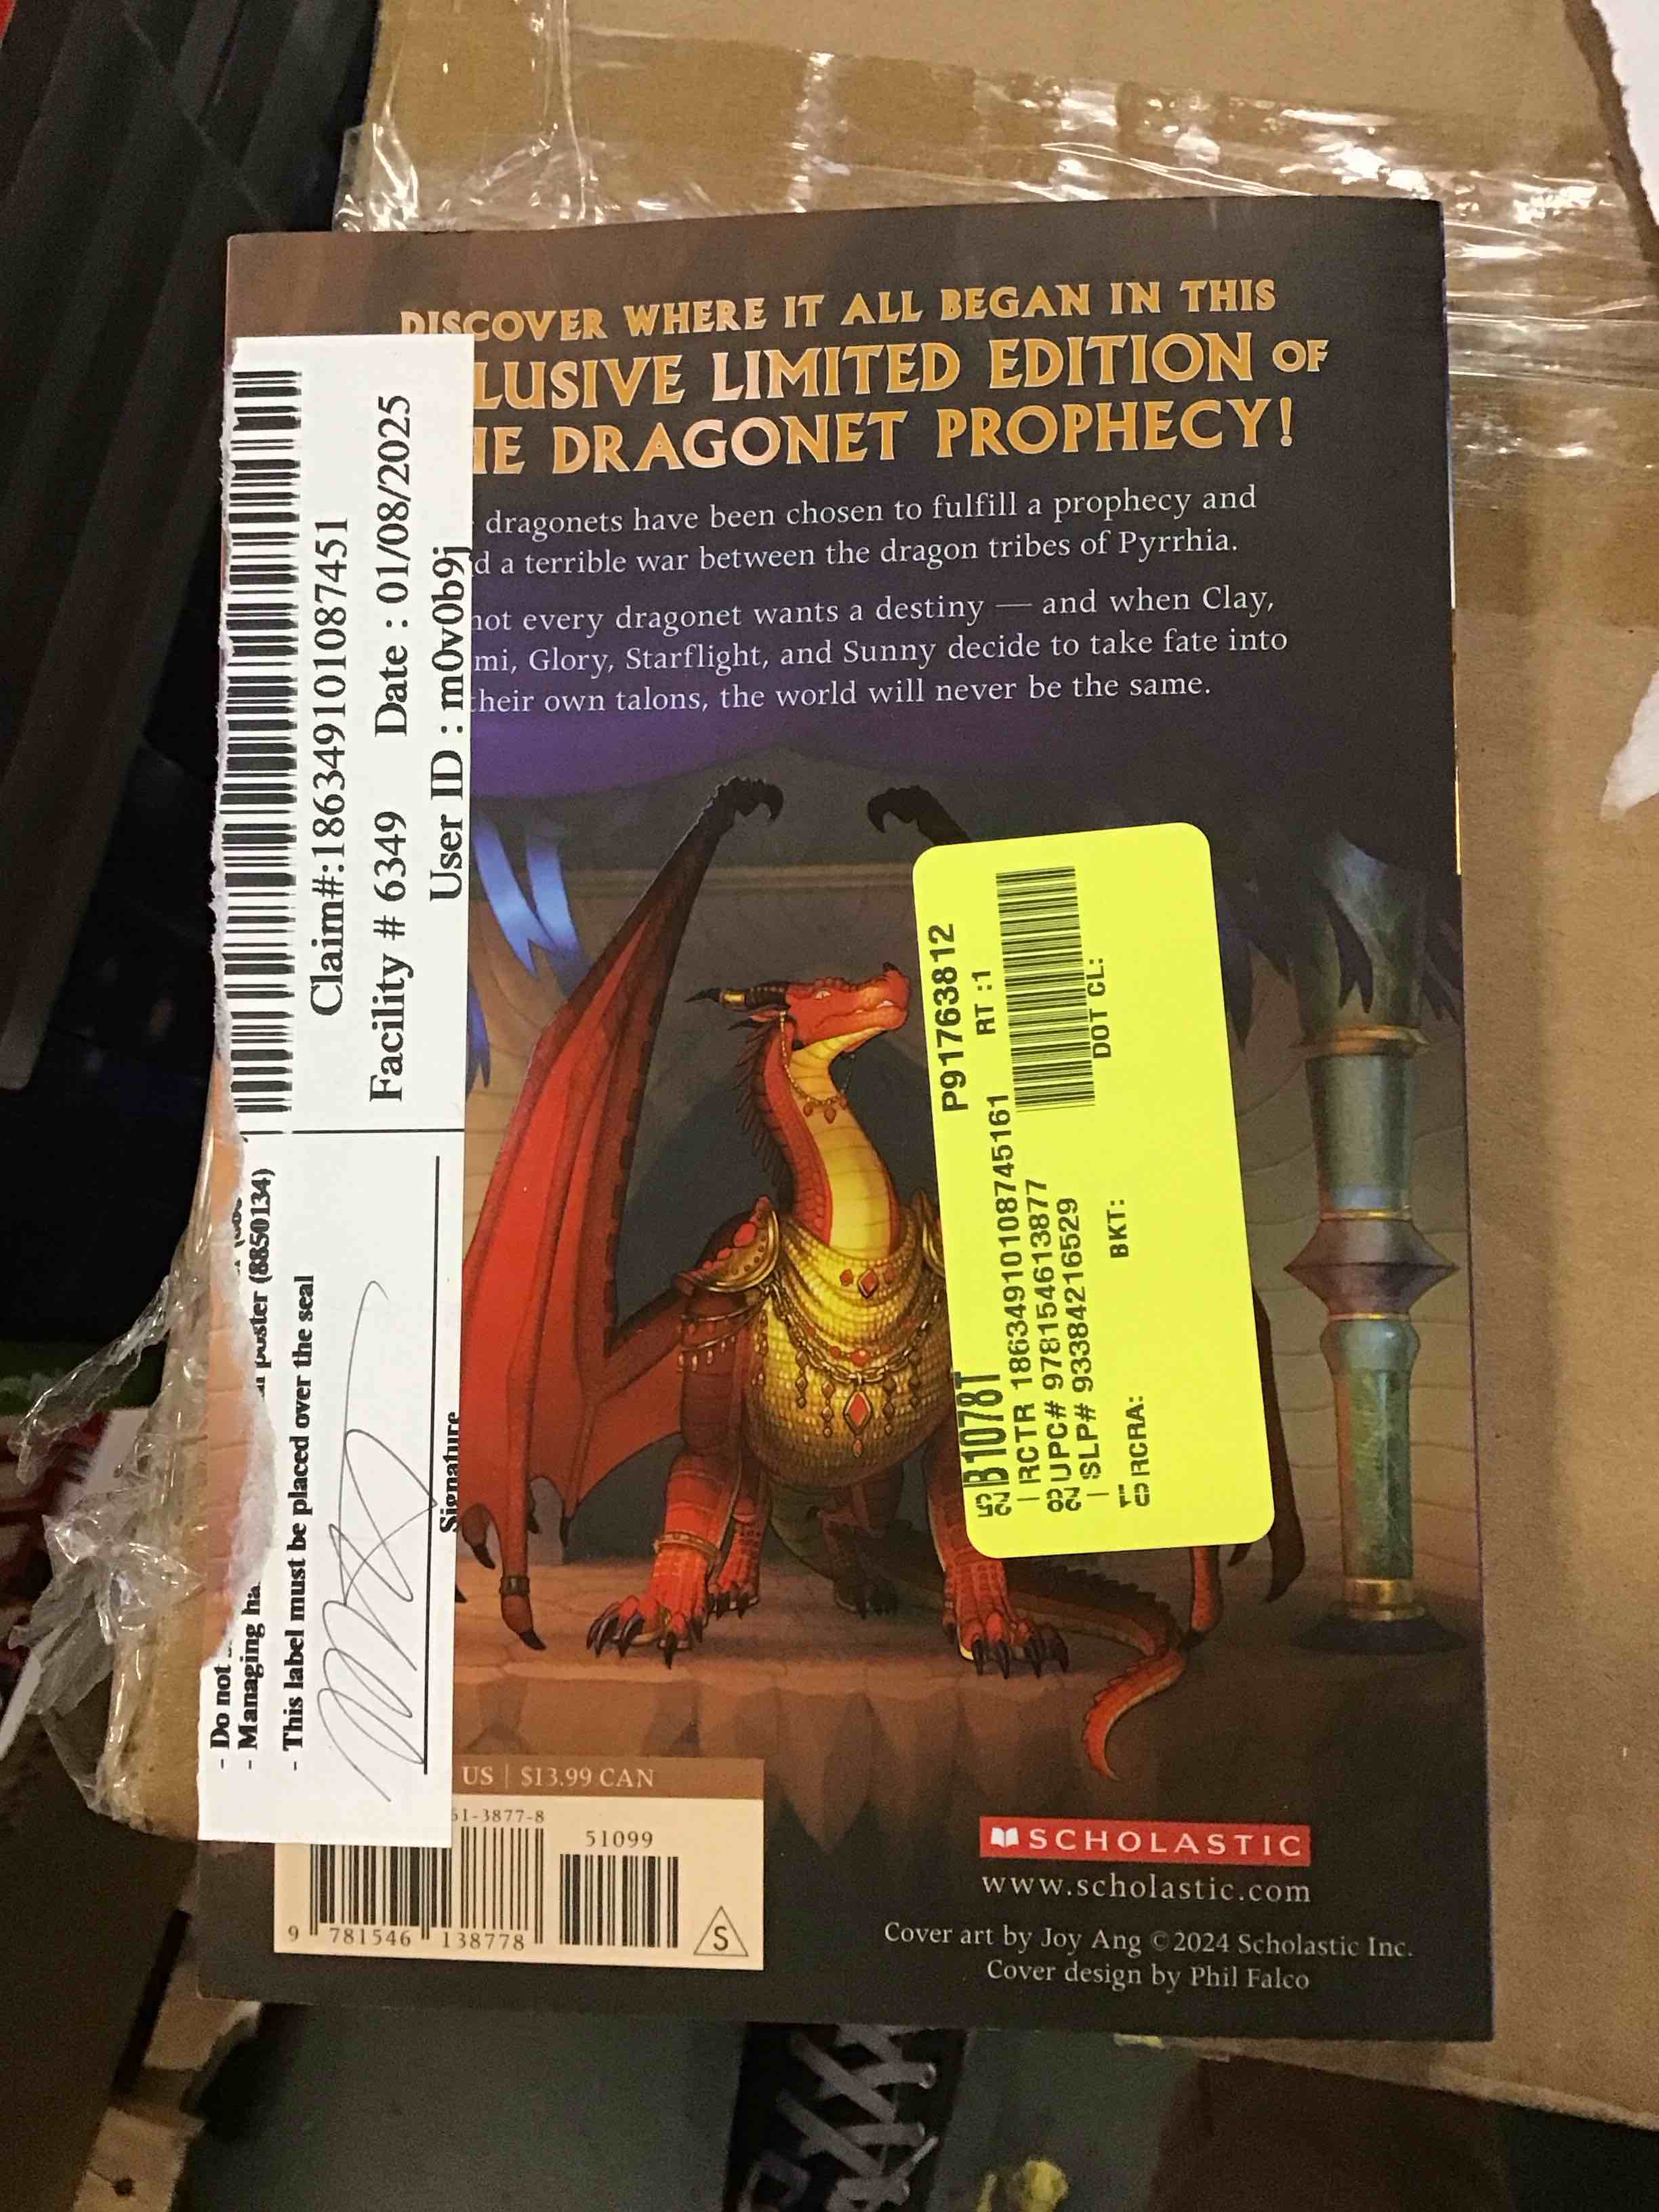 DISCOVER WHERE IT ALL BEGAN IN THIS
LUSIVE LIMITED EDITION OF
HE DRAGONET PROPHECY!
dragonets have been chosen to fulfill a prophecy and
d a terrible war between the dragon tribes of Pyrrhia.
not every dragonet wants a destiny — and when Clay,
mi, Glory, Starflight, and Sunny decide to take fate into
their own talons, the world will never be the same.
Claim#:186349101087451
Facility # 6349 Date : 01/08/2025
User ID : m0v0b9j
- Do not
- Managing ha
poster (8850134)
- This label must be placed over the seal
Signature
P91763812
B1078T
RT :1
RCTR 18634910108745161
UPC# 978154613877
SLP# 93384216529
DOT CL:
BKT:
RCRA:
US | $13.99 CAN
61-3877-8
51099
9 781546 138778
S
SCHOLASTIC
www.scholastic.com
Cover art by Joy Ang ©2024 Scholastic Inc.
Cover design by Phil Falco